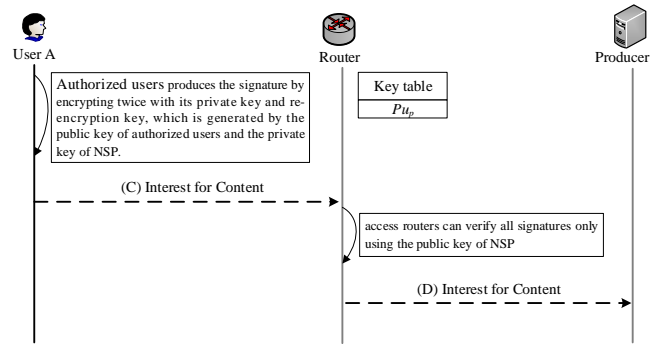 User A
Router
Producer
Authorized users produces the signature by
encrypting twice with its private key and re-
encryption key, which is generated by the
public key of authorized users and the private
key of NSP.
Key table
Pu_p
(C) Interest for Content
access routers can verify all signatures only
using the public key of NSP
(D) Interest for Content